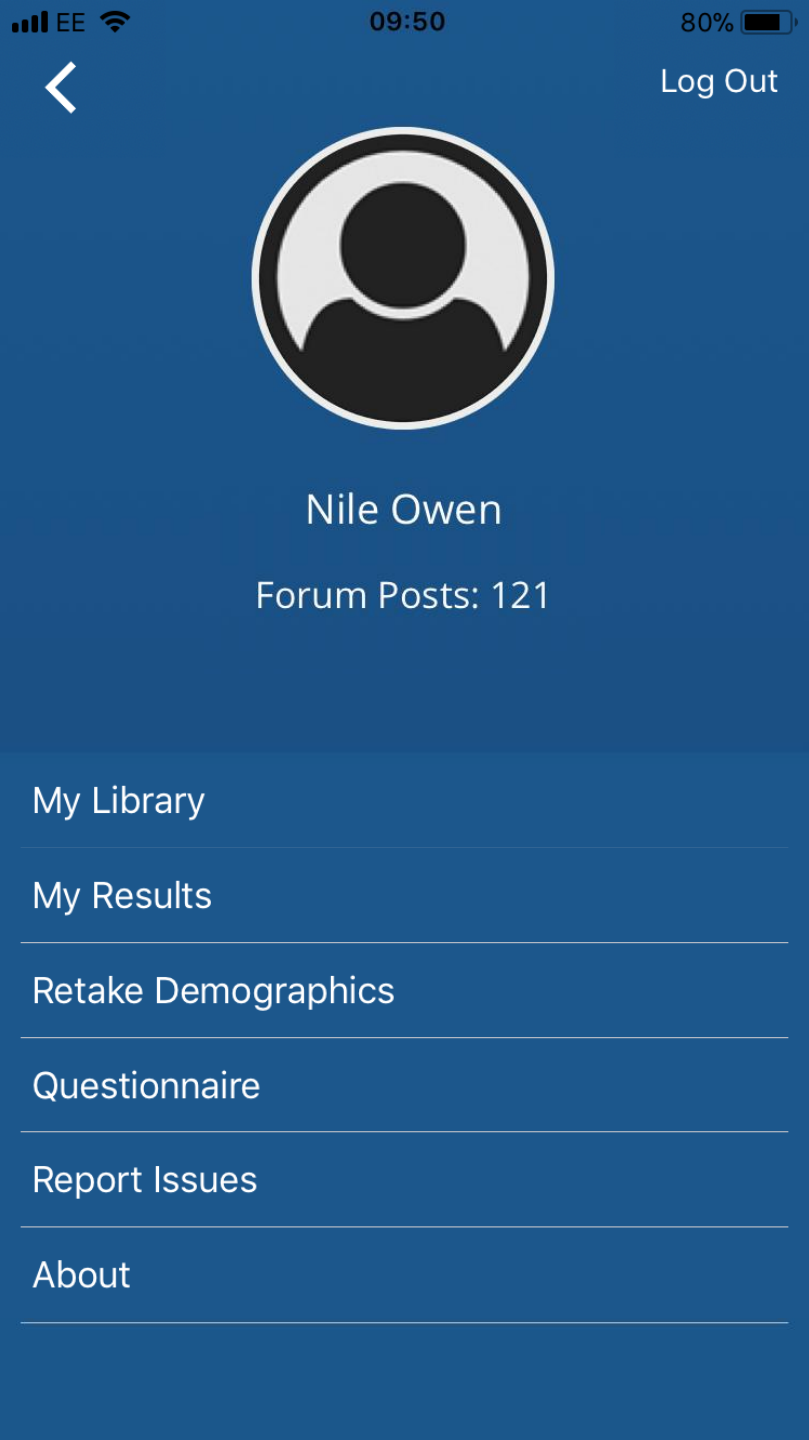 EE 09:50 80%
Log Out
Nile Owen
Forum Posts: 121
My Library
My Results
Retake Demographics
Questionnaire
Report Issues
About